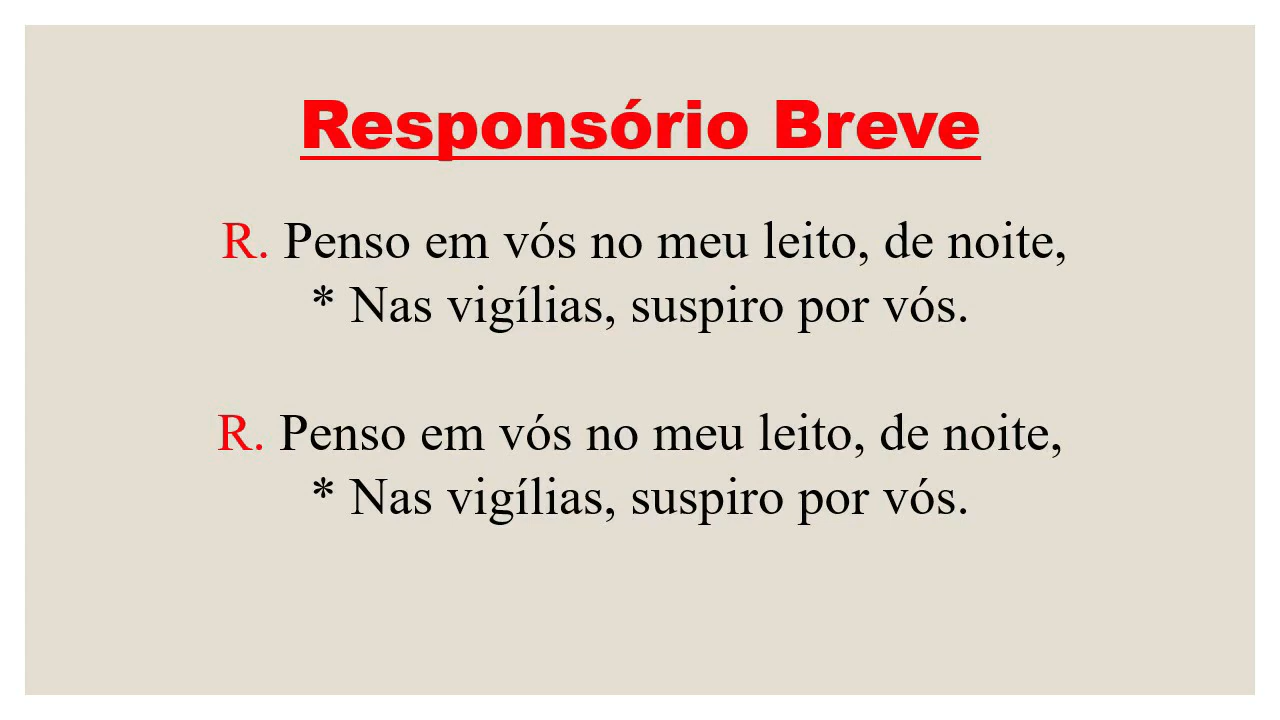 Responsório Breve
R. Penso em vós no meu leito, de noite,
* Nas vigílias, suspiro por vós.
R. Penso em vós no meu leito, de noite,
* Nas vigílias, suspiro por vós.